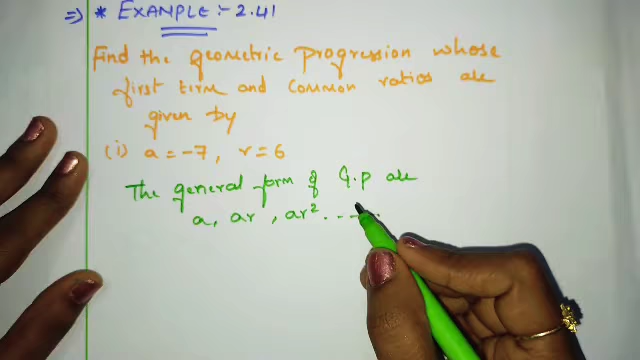 => * EXAMPLE :- 2.41
Find the geometric progression whose
first term and common ratios are
given by
(i) a = -7 , r = 6
The general form of G.p are
a, ar , ar² . . . . .